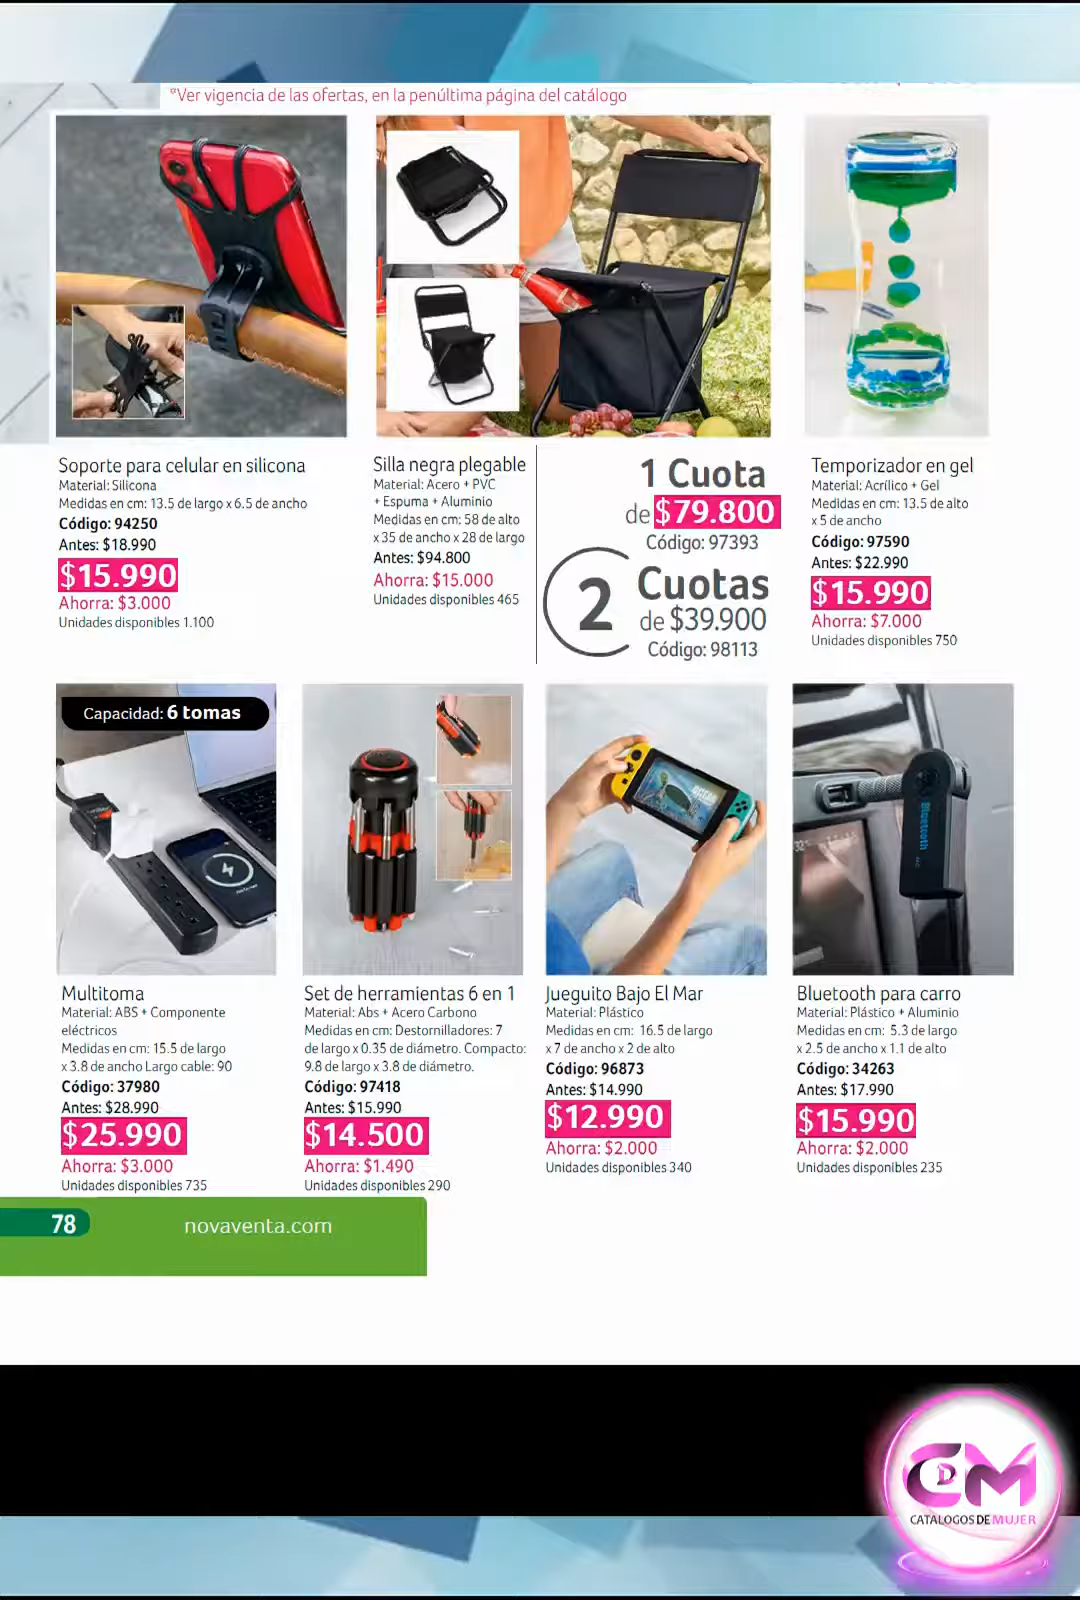 *Ver vigencia de las ofertas, en la penúltima página del catálogo
Soporte para celular en silicona
Material: Silicona
Medidas en cm: 13.5 de largo x 6.5 de ancho
Código: 94250
Antes: $18.990
$15.990
Ahorra: $3.000
Unidades disponibles 1.100
Silla negra plegable
Material: Acero + PVC
+ Espuma + Aluminio
Medidas en cm: 58 de alto
x 35 de ancho x 28 de largo
Antes: $94.800
Ahorra: $15.000
Unidades disponibles 465
1 Cuota
de $79.800
Código: 97393
2 Cuotas
de $39.900
Código: 98113
Temporizador en gel
Material: Acrílico + Gel
Medidas en cm: 13.5 de alto
x 5 de ancho
Código: 97590
Antes: $22.990
$15.990
Ahorra: $7.000
Unidades disponibles 750
Capacidad: 6 tomas
Multitoma
Material: ABS + Componente
eléctricos
Medidas en cm: 15.5 de largo
x 3.8 de ancho Largo cable: 90
Código: 37980
Antes: $28.990
$25.990
Ahorra: $3.000
Unidades disponibles 735
Set de herramientas 6 en 1
Material: Abs + Acero Carbono
Medidas en cm: Destornilladores: 7
de largo x 0.35 de diámetro. Compacto:
9.8 de largo x 3.8 de diámetro.
Código: 97418
Antes: $15.990
$14.500
Ahorra: $1.490
Unidades disponibles 290
OCEAN
Jueguito Bajo El Mar
Material: Plástico
Medidas en cm: 16.5 de largo
x 7 de ancho x 2 de alto
Código: 96873
Antes: $14.990
$12.990
Ahorra: $2.000
Unidades disponibles 340
Bluetooth
Bluetooth para carro
Material: Plástico + Aluminio
Medidas en cm: 5.3 de largo
x 2.5 de ancho x 1.1 de alto
Código: 34263
Antes: $17.990
$15.990
Ahorra: $2.000
Unidades disponibles 235
78
novaventa.com
CDM
CATALOGOS DE MUJER